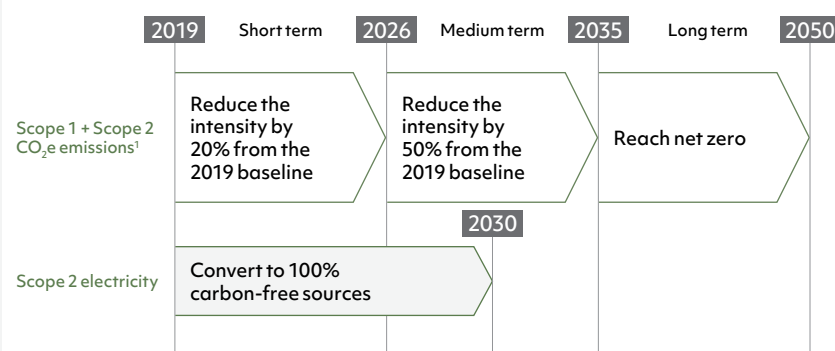 2019 Short term 2026 Medium term 2035 Long term 2050
Scope 1 + Scope 2
CO₂e emissions¹
Reduce the
intensity by
20% from the
2019 baseline
Reduce the
intensity by
50% from the
2019 baseline
Reach net zero
2030
Scope 2 electricity
Convert to 100%
carbon-free sources